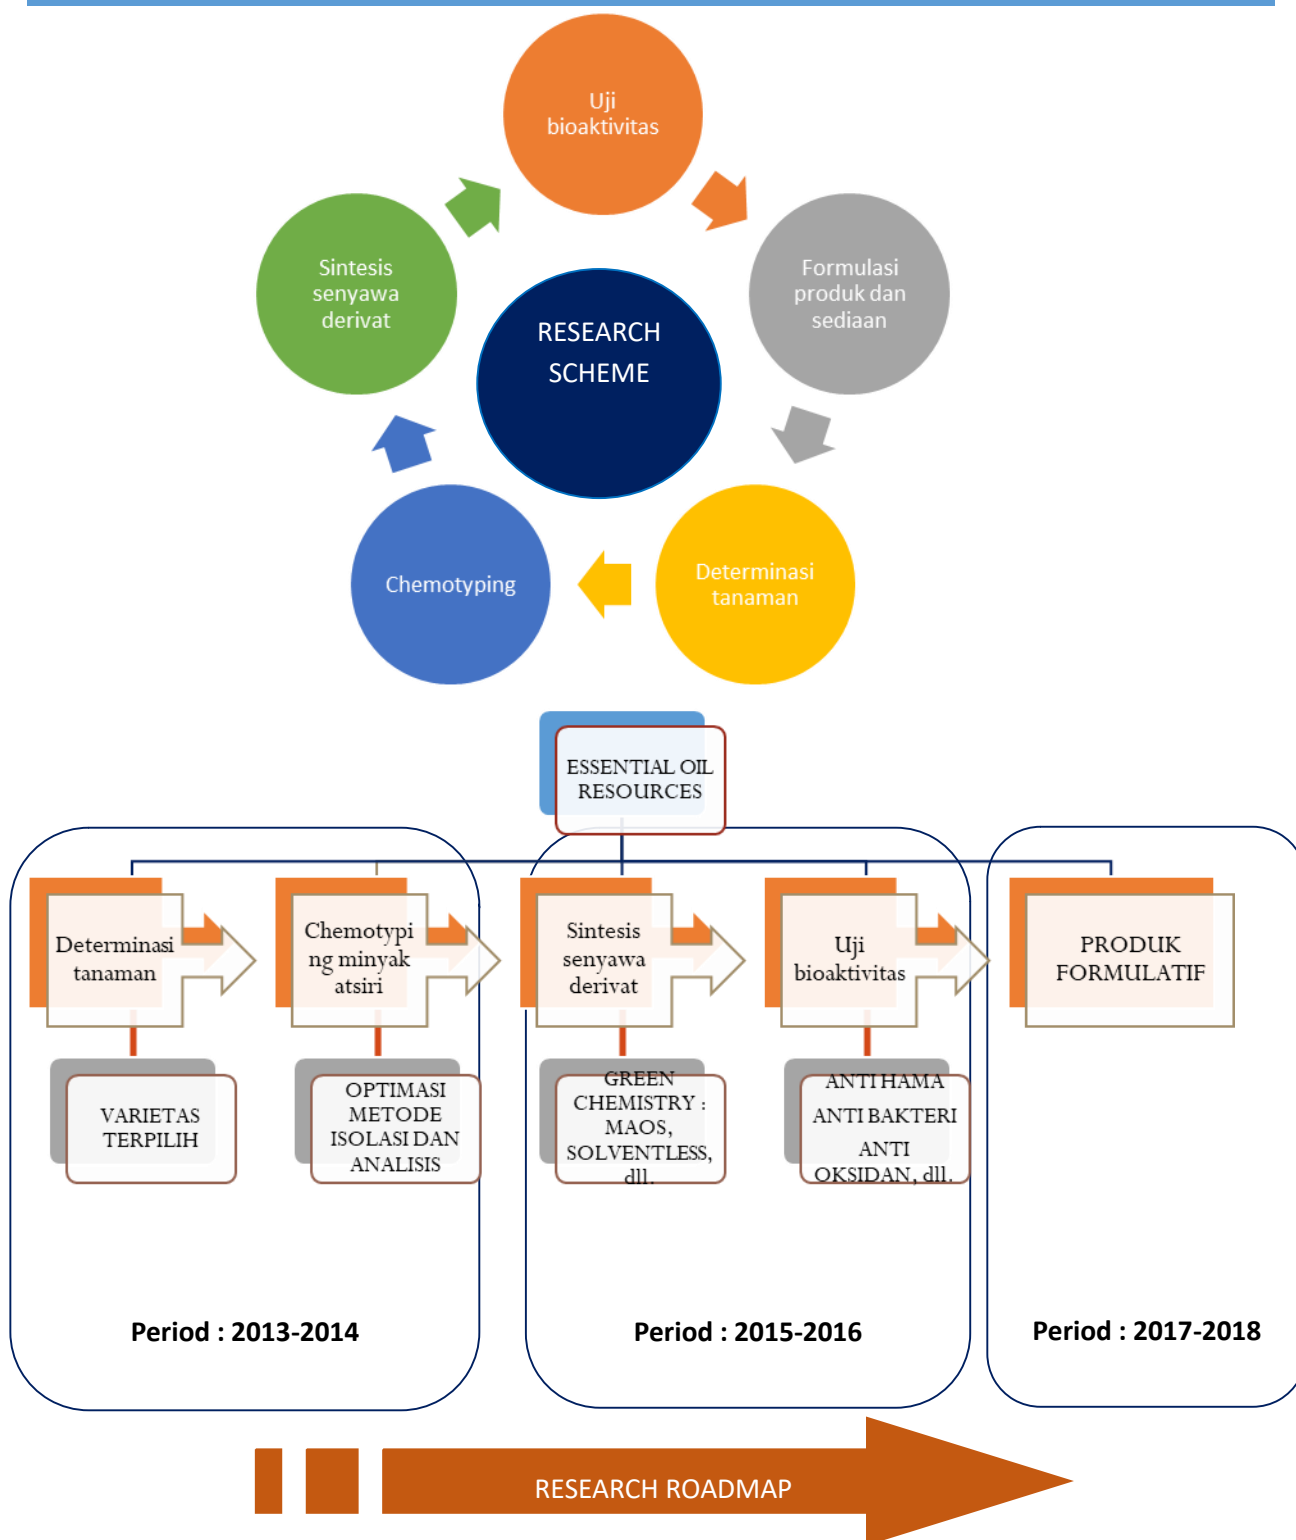 Uji
bioaktivitas
Sintesis
senyawa
derivat
Formulasi
produk dan
sediaan
RESEARCH
SCHEME
Chemotyping
Determinasi
tanaman
ESSENTIAL OIL
RESOURCES
Determinasi
tanaman
Chemotypi
ng minyak
atsiri
Sintesis
senyawa
derivat
Uji
bioaktivitas
PRODUK
FORMULATIF
VARIETAS
TERPILIH
OPTIMASI
METODE
ISOLASI DAN
ANALISIS
GREEN
CHEMISTRY :
MAOS,
SOLVENTLESS,
dll.
ANTI HAMA
ANTI BAKTERI
ANTI
OKSIDAN, dll.
Period : 2013-2014
Period : 2015-2016
Period : 2017-2018
RESEARCH ROADMAP